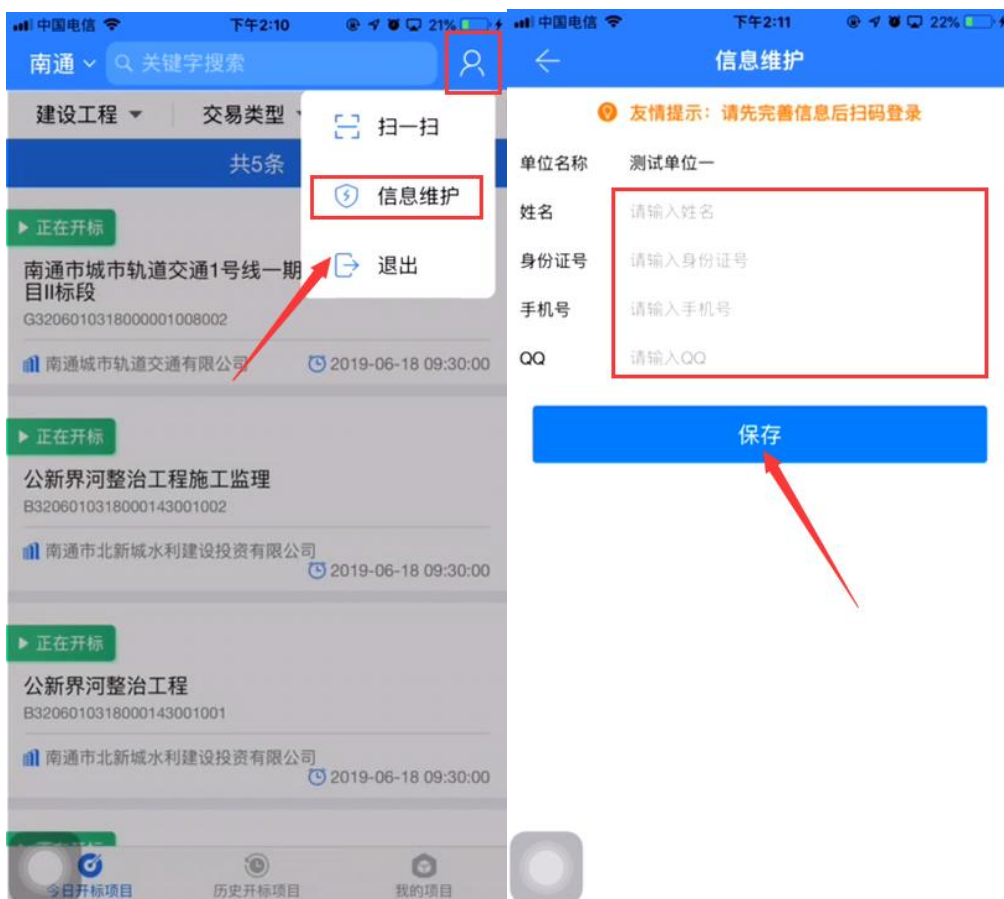 中国电信 下午2:10 21%
南通 关键字搜索
建设工程 交易类型
扫一扫
共5条
信息维护
退出
正在开标
南通市城市轨道交通1号线一期
目II标段
G3206010318000001008002
南通城市轨道交通有限公司 2019-06-18 09:30:00
正在开标
公新界河整治工程施工监理
B3206010318000143001002
南通市北新城水利建设投资有限公司
2019-06-18 09:30:00
正在开标
公新界河整治工程
B3206010318000143001001
南通市北新城水利建设投资有限公司
2019-06-18 09:30:00
今日开标项目 历史开标项目 我的项目
中国电信 下午2:11 22%
信息维护
友情提示：请先完善信息后扫码登录
单位名称 测试单位一
姓名 请输入姓名
身份证号 请输入身份证号
手机号 请输入手机号
QQ 请输入QQ
保存